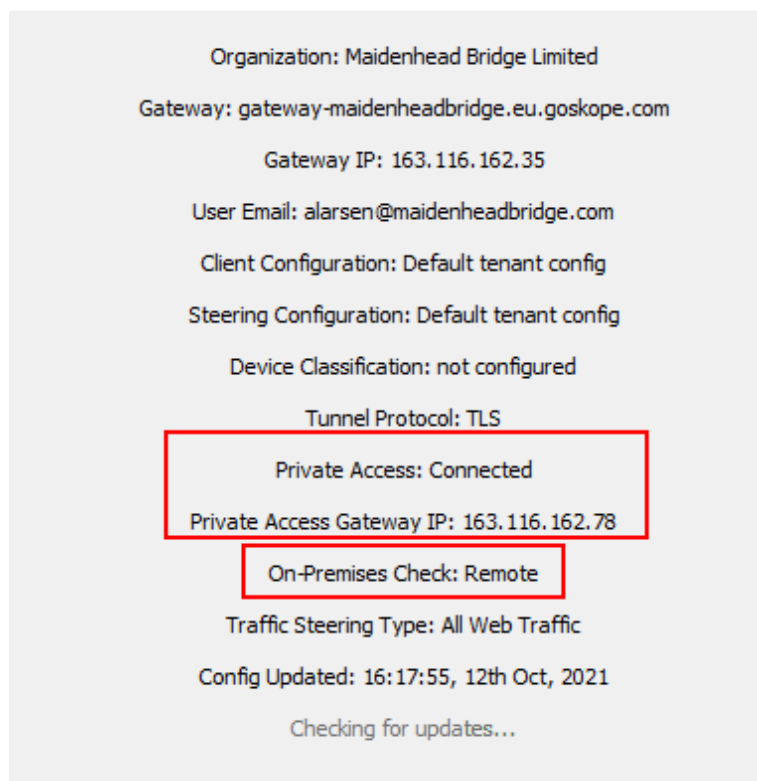 Organization: Maidenhead Bridge Limited
Gateway: gateway-maidenheadbridge.eu.goskope.com
Gateway IP: 163.116.162.35
User Email: alarsen@maidenheadbridge.com
Client Configuration: Default tenant config
Steering Configuration: Default tenant config
Device Classification: not configured
Tunnel Protocol: TLS
Private Access: Connected
Private Access Gateway IP: 163.116.162.78
On-Premises Check: Remote
Traffic Steering Type: All Web Traffic
Config Updated: 16:17:55, 12th Oct, 2021
Checking for updates...